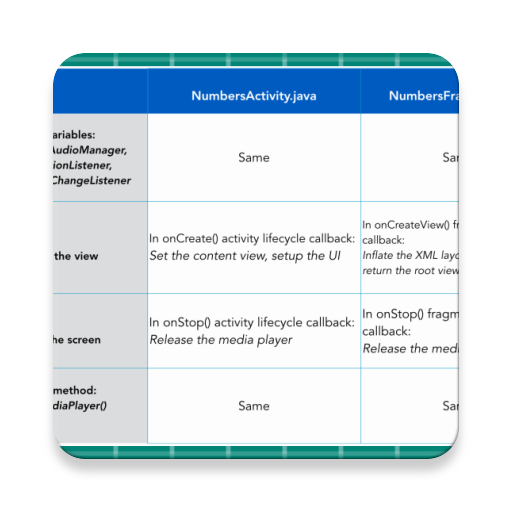 NumbersActivity.java NumbersFra
ariables:
AudioManager,
ionListener,
ChangeListener
Same
Sar
the view
In onCreate() activity lifecycle callback:
Set the content view, setup the UI
In onCreateView() fr
callback:
Inflate the XML layo
return the root view
he screen
In onStop() activity lifecycle callback:
Release the media player
In onStop() fragm
callback:
Release the medi
method:
diaPlayer()
Same
Sar